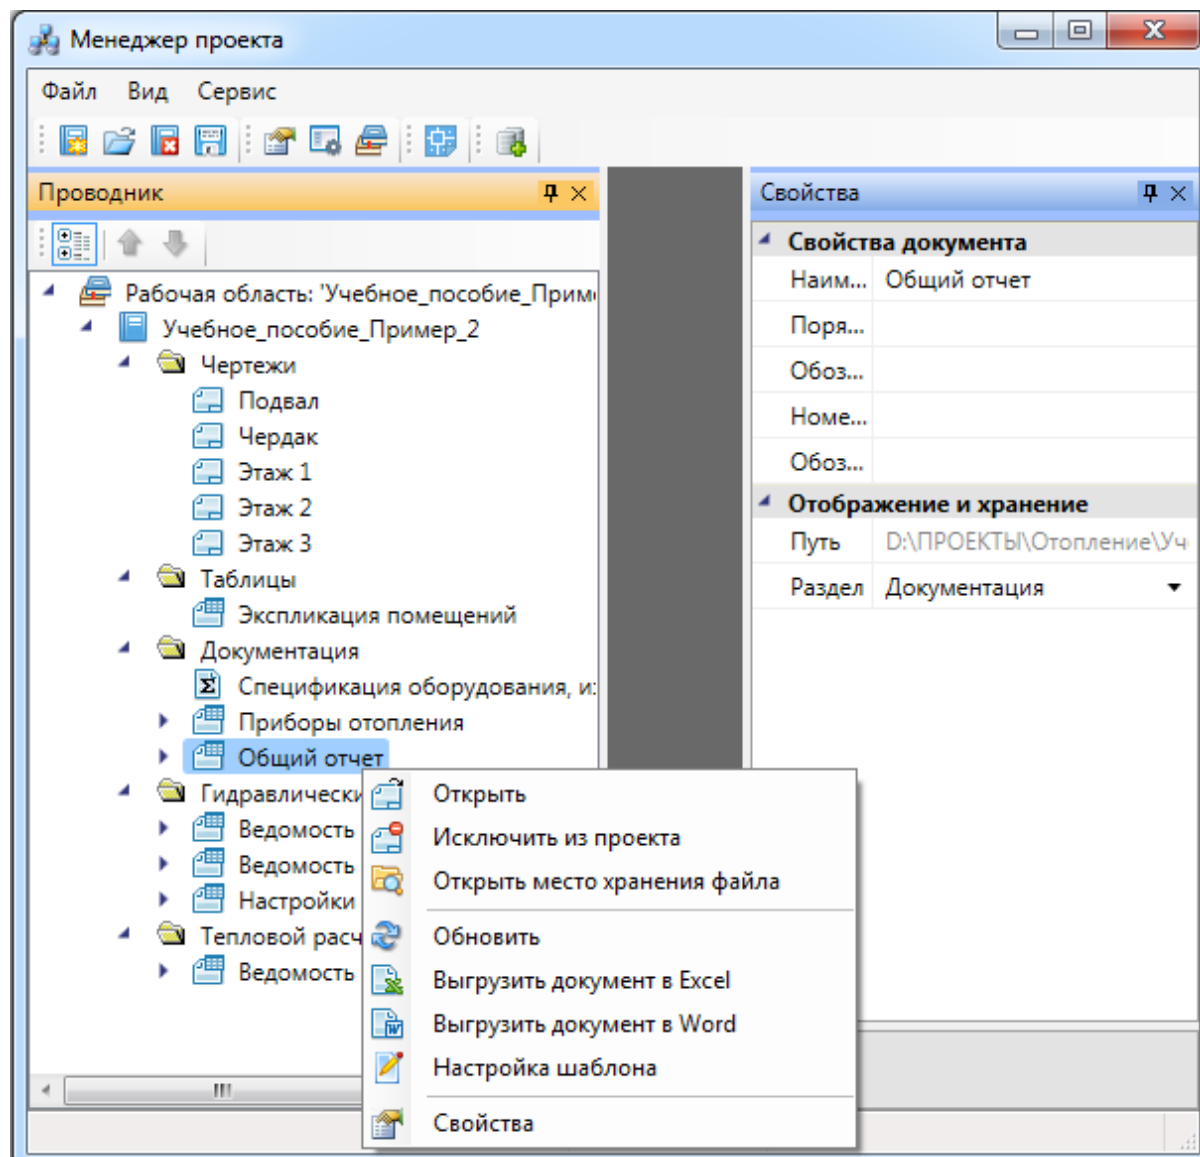 Менеджер проекта
Файл Вид Сервис
Проводник
Рабочая область: 'Учебное_пособие_Прим
Учебное_пособие_Пример_2
Чертежи
Подвал
Чердак
Этаж 1
Этаж 2
Этаж 3
Таблицы
Экспликация помещений
Документация
Спецификация оборудования, из
Приборы отопления
Общий отчет
Гидравлически
Ведомость
Ведомость
Настройки
Тепловой расч
Ведомость
Открыть
Исключить из проекта
Открыть место хранения файла
Обновить
Выгрузить документ в Excel
Выгрузить документ в Word
Настройка шаблона
Свойства
Свойства
Свойства документа
Наим... Общий отчет
Поря...
Обоз...
Номе...
Обоз...
Отображение и хранение
Путь D:\ПРОЕКТЫ\Отопление\Уч
Раздел Документация